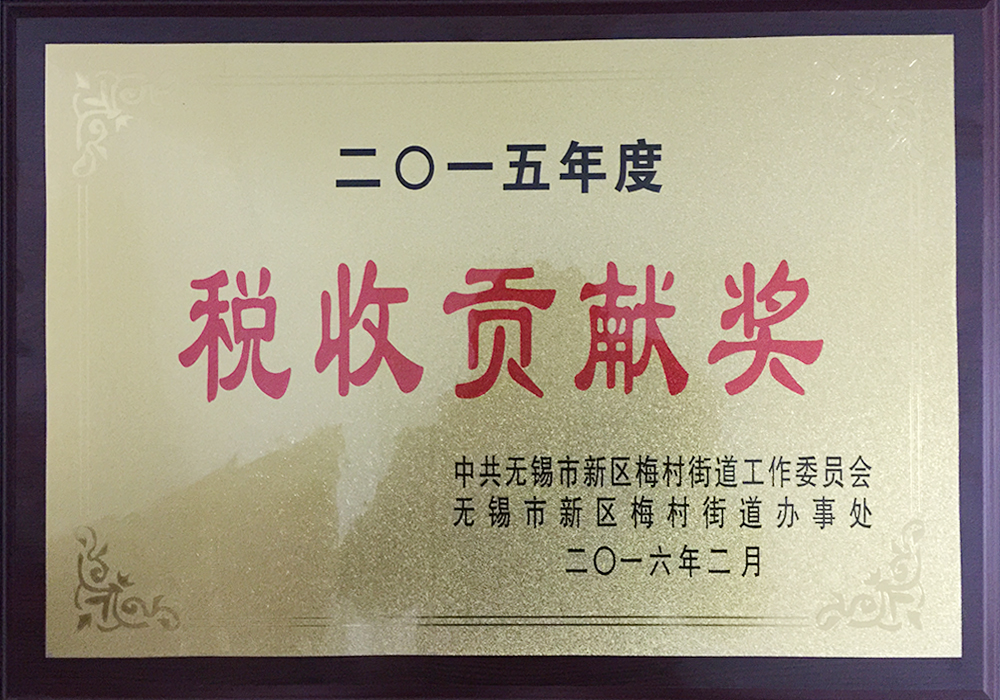 二〇一五年度
税收贡献奖
中共无锡市新区梅村街道工作委员会
无锡市新区梅村街道办事处
二〇一六年二月